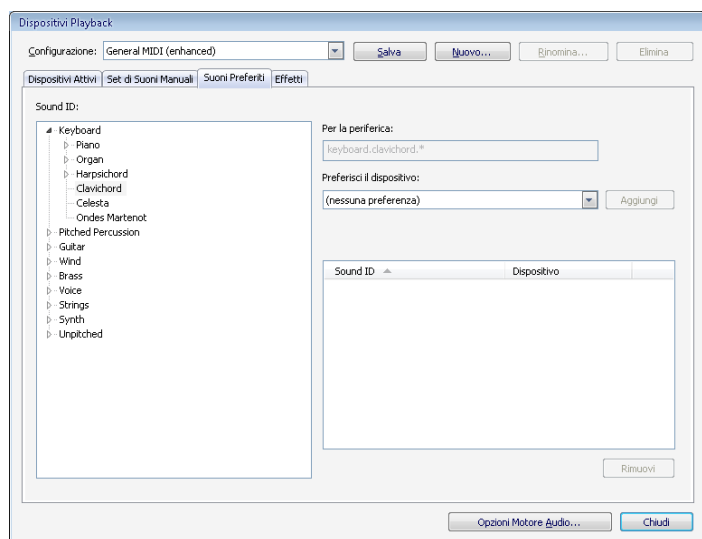 Dispositivi Playback
Configurazione: General MIDI (enhanced) Salva Nuovo... Rinomina... Elimina
Dispositivi Attivi Set di Suoni Manuali Suoni Preferiti Effetti
Sound ID:
Keyboard
Piano
Organ
Harpsichord
Clavichord
Celesta
Ondes Martenot
Pitched Percussion
Guitar
Wind
Brass
Voice
Strings
Synth
Unpitched
Per la periferica:
keyboard.clavichord.*
Preferisci il dispositivo:
(nessuna preferenza) Aggiungi
Sound ID Dispositivo
Rimuovi
Opzioni Motore Audio... Chiudi